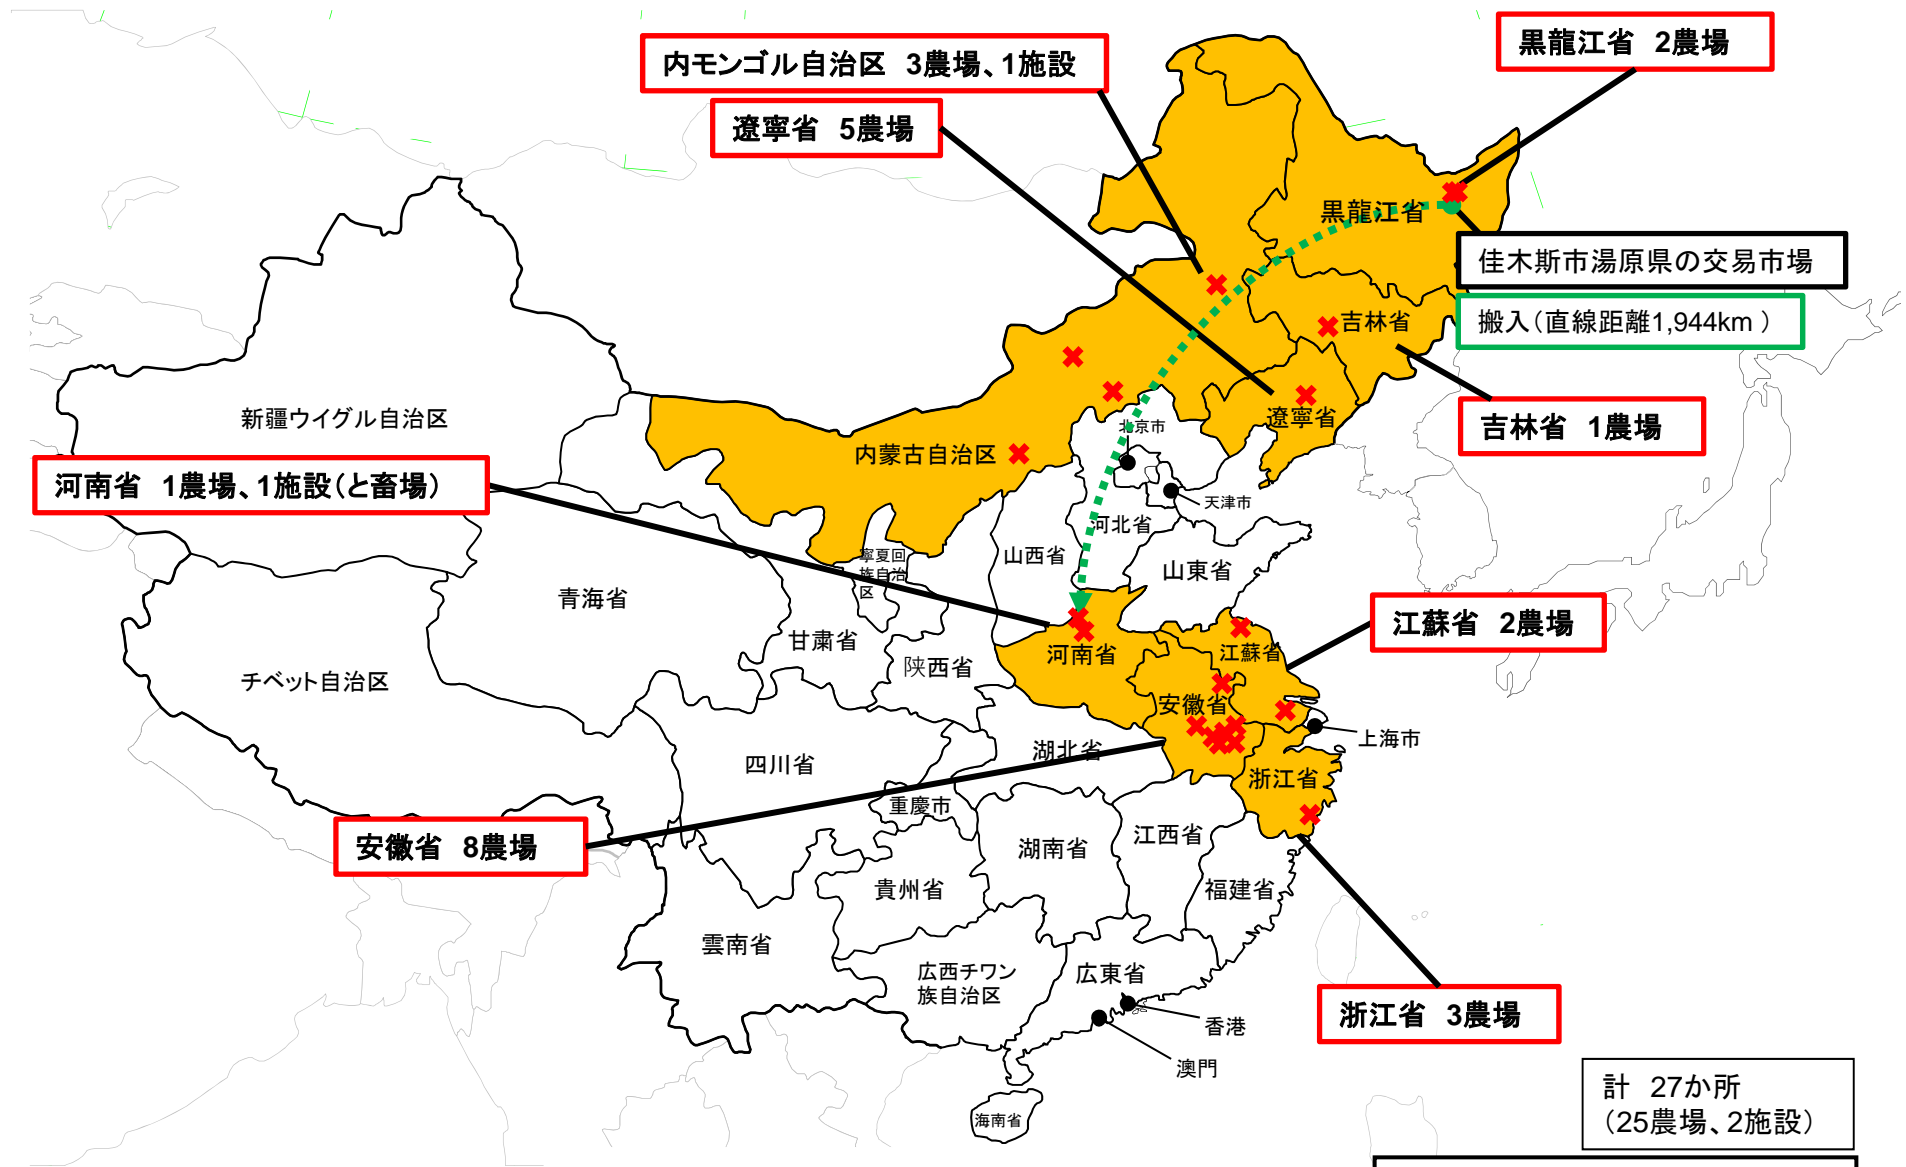 黒龍江省 2農場
内モンゴル自治区 3農場、1施設
遼寧省 5農場
黒龍江省
佳木斯市湯原県の交易市場
搬入(直線距離1,944km )
吉林省
吉林省 1農場
遼寧省
北京市
新疆ウイグル自治区
内蒙古自治区
河南省 1農場、1施設(と畜場)
天津市
河北省
山西省
寧夏回
族自治
区
山東省
青海省
甘粛省
陕西省
河南省
江蘇省
江蘇省 2農場
チベット自治区
安徽省
上海市
湖北省
四川省
浙江省
重慶市
安徽省 8農場
湖南省
江西省
貴州省
福建省
雲南省
広西チワン
族自治区
広東省
浙江省 3農場
香港
澳門
海南省
計 27か所
(25農場、2施設)